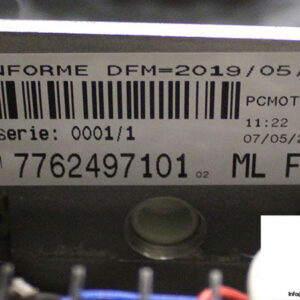 NFORME DFM=2019/05/
PCMOT
serie: 0001/1
11:22
07/05/2
7762497101 02 ML F